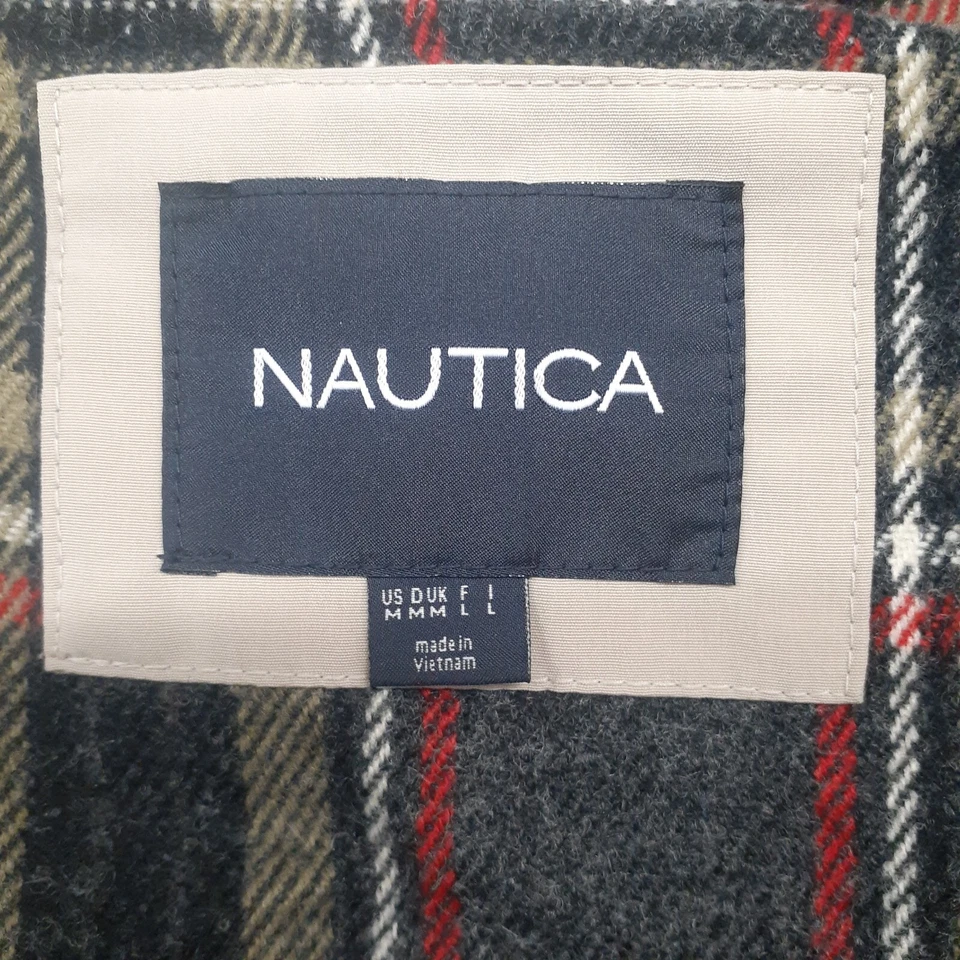 NAUTICA
US D UK F I
M M M L L
made in
Vietnam